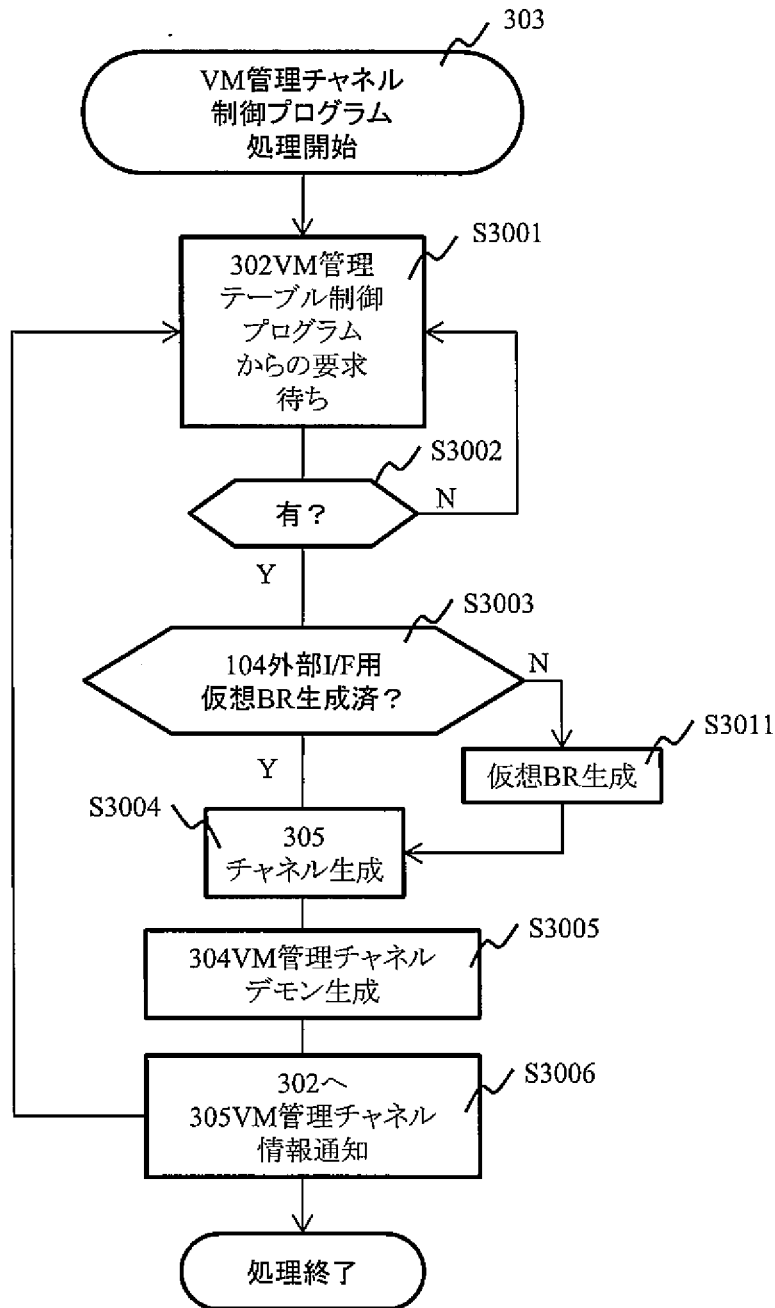 303
VM管理チャネル
制御プログラム
処理開始
S3001
302VM管理
テーブル制御
プログラム
からの要求
待ち
S3002
有?
N
Y
S3003
104外部I/F用
仮想BR生成済?
N
Y
S3011
仮想BR生成
S3004
305
チャネル生成
S3005
304VM管理チャネル
デモン生成
S3006
302へ
305VM管理チャネル
情報通知
処理終了